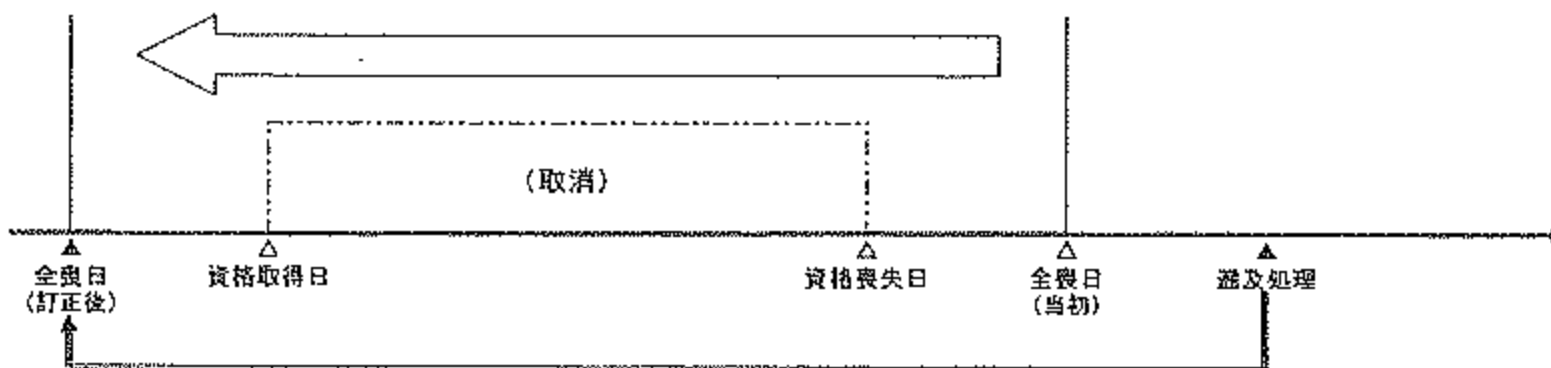 (取消)
全喪日
(訂正後)
資格取得日
資格喪失日
全喪日
(当初)
遡及処理